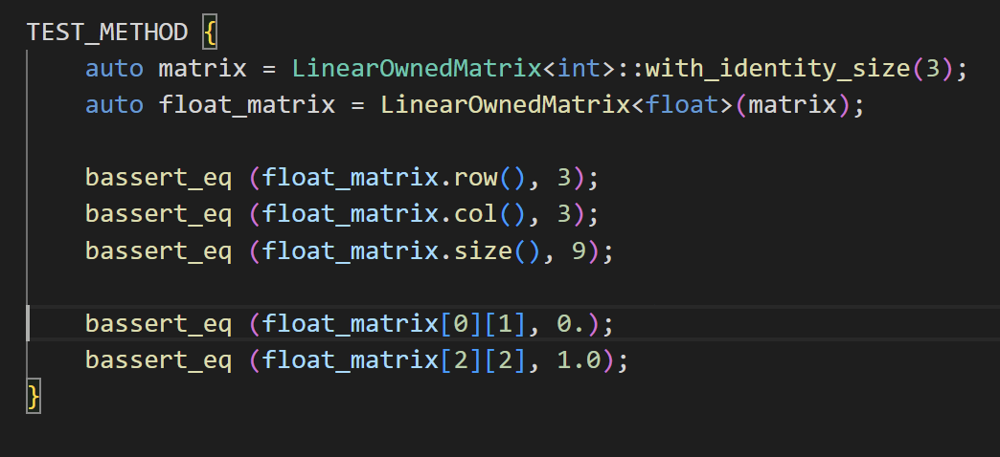 TEST_METHOD {
    auto matrix = LinearOwnedMatrix<int>::with_identity_size(3);
    auto float_matrix = LinearOwnedMatrix<float>(matrix);

    bassert_eq (float_matrix.row(), 3);
    bassert_eq (float_matrix.col(), 3);
    bassert_eq (float_matrix.size(), 9);

    bassert_eq (float_matrix[0][1], 0.);
    bassert_eq (float_matrix[2][2], 1.0);
}